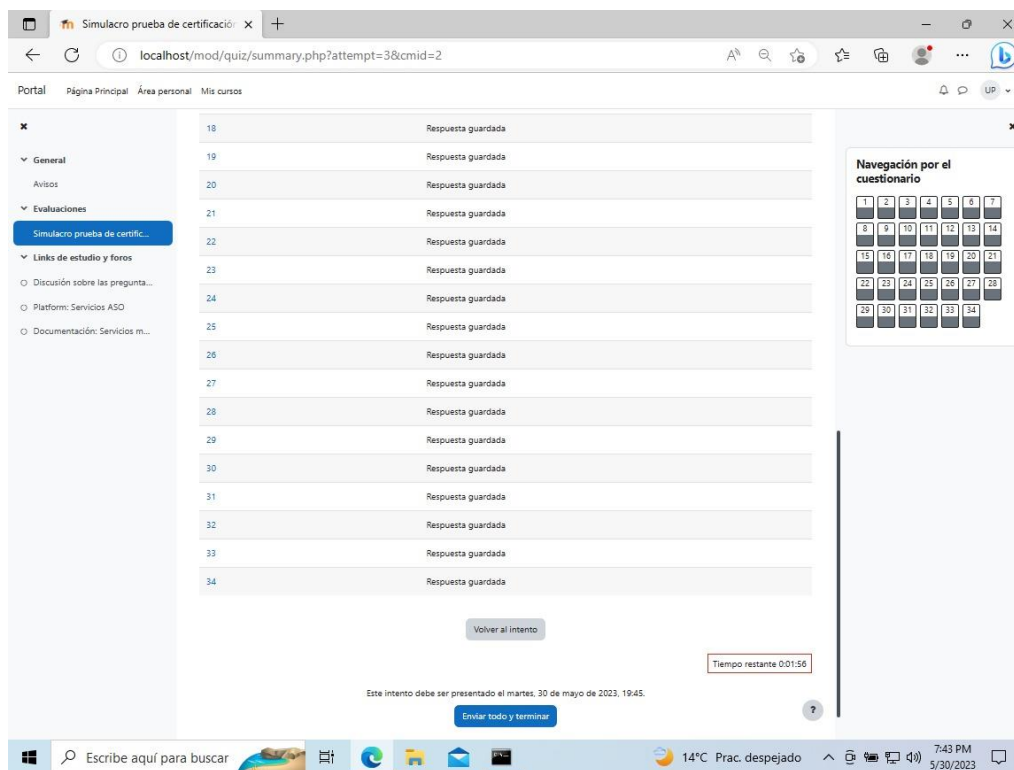 Simulacro prueba de certificación
localhost/mod/quiz/summary.php?attempt=3&cmid=2
Portal Página Principal Área personal Mis cursos UP
General
Avisos
Evaluaciones
Simulacro prueba de certific...
Links de estudio y foros
Discusión sobre las pregunta...
Platform: Servicios ASO
Documentación: Servicios m...
18 Respuesta guardada
19 Respuesta guardada
20 Respuesta guardada
21 Respuesta guardada
22 Respuesta guardada
23 Respuesta guardada
24 Respuesta guardada
25 Respuesta guardada
26 Respuesta guardada
27 Respuesta guardada
28 Respuesta guardada
29 Respuesta guardada
30 Respuesta guardada
31 Respuesta guardada
32 Respuesta guardada
33 Respuesta guardada
34 Respuesta guardada
Volver al intento
Tiempo restante 0:01:56
Este intento debe ser presentado el martes, 30 de mayo de 2023, 19:45.
Enviar todo y terminar
?
Navegación por el
cuestionario
1 2 3 4 5 6 7
8 9 10 11 12 13 14
15 16 17 18 19 20 21
22 23 24 25 26 27 28
29 30 31 32 33 34
Escribe aquí para buscar
14°C Prac. despejado
7:43 PM
5/30/2023